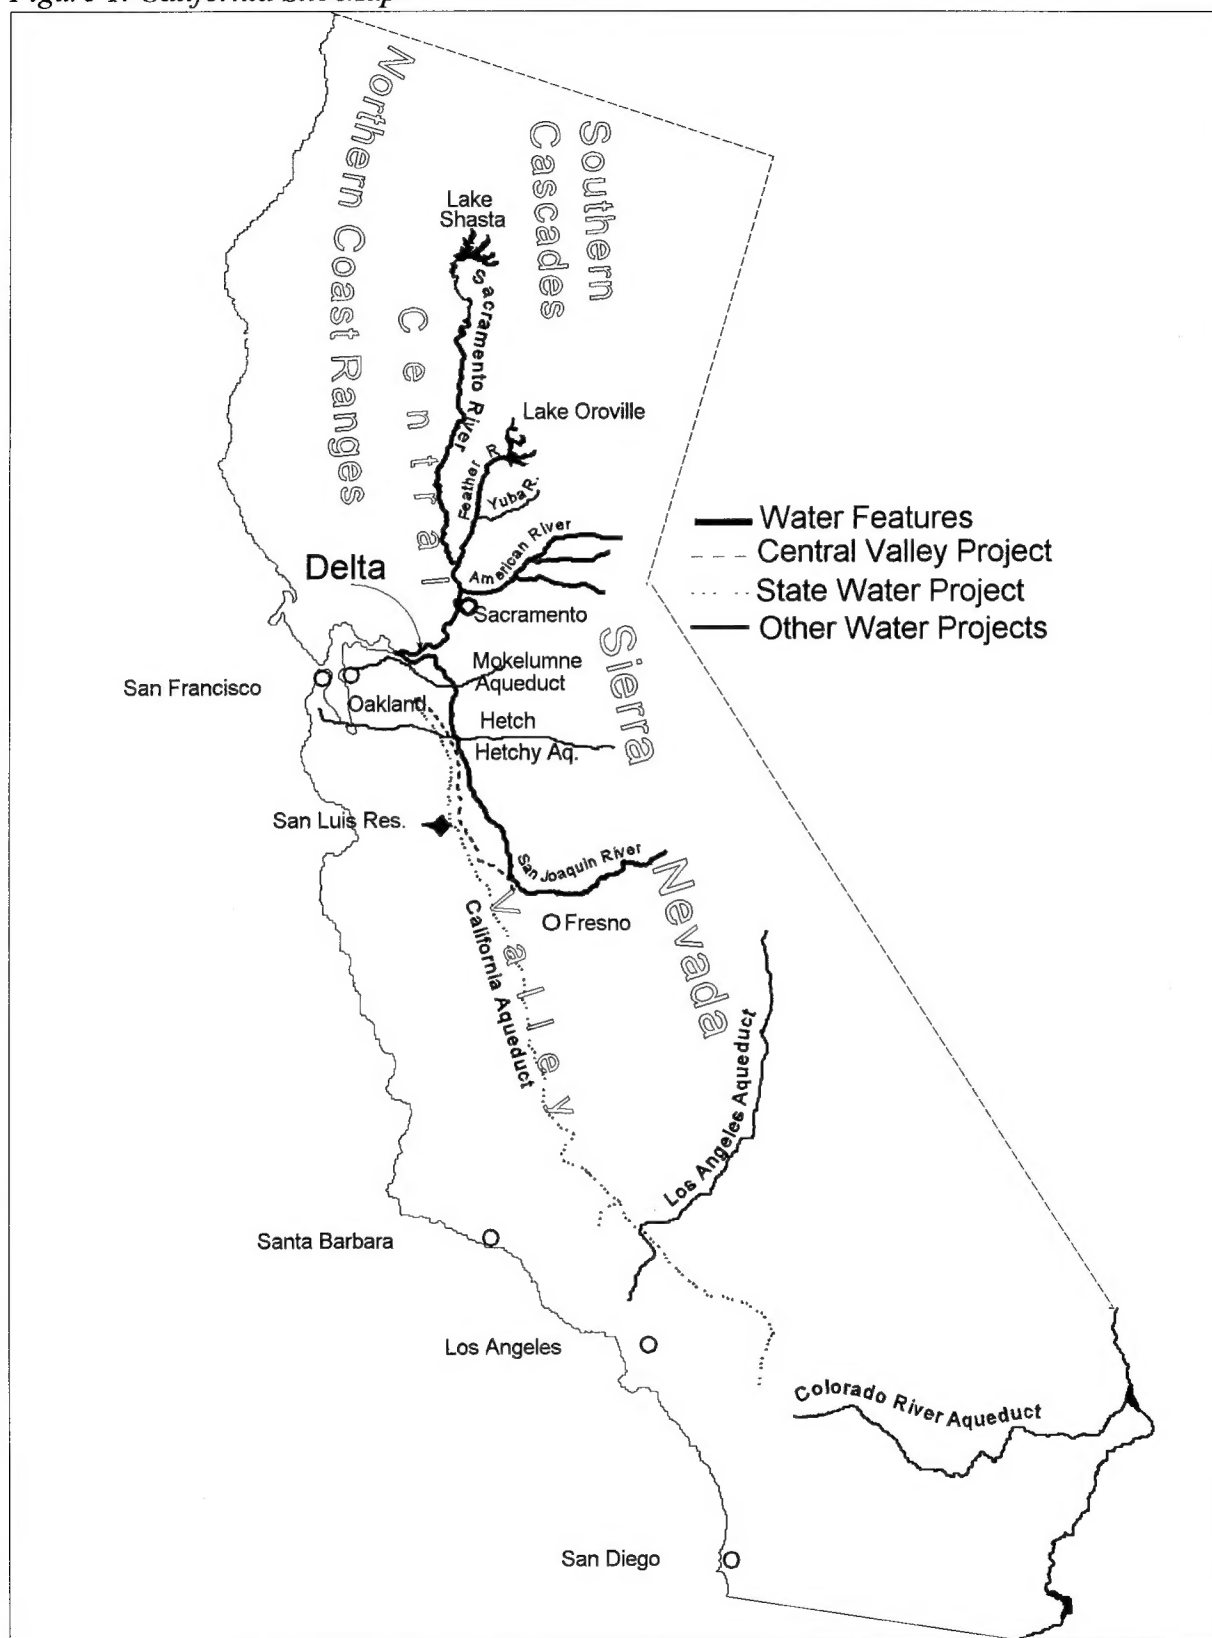 Figure 1. California Site Map
Northern Coast Ranges
Southern
Cascades
Lake
Shasta
Sacramento River
Central
Lake Oroville
Feather R.
Yuba R.
American River
Water Features
Central Valley Project
State Water Project
Other Water Projects
Delta
Sacramento
Sierra
Mokelumne
Aqueduct
San Francisco
Oakland
Hetch
Hetchy Aq.
San Luis Res.
San Joaquin River
Nevada
Fresno
Valley
California Aqueduct
Los Angeles Aqueduct
Santa Barbara
Los Angeles
Colorado River Aqueduct
San Diego